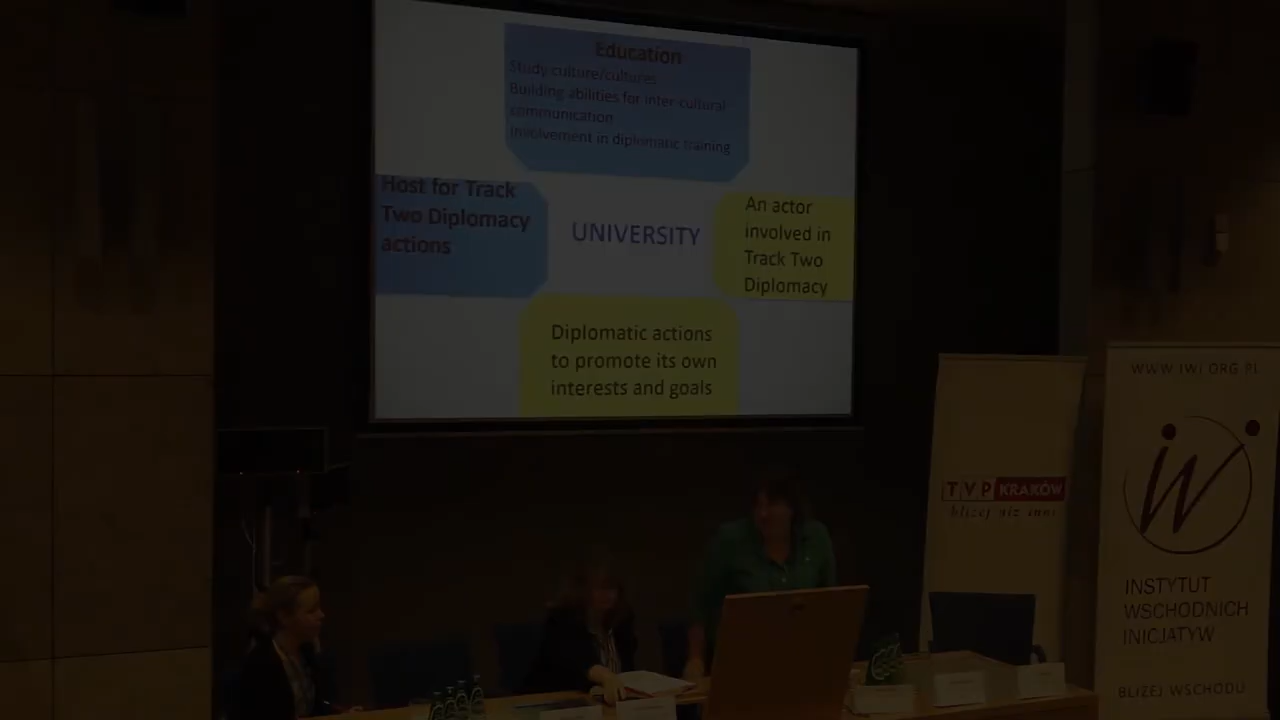 Education
Study culture/cultures
Building abilities for inter-cultural
communication
Involvement in diplomatic training
Host for Track
Two Diplomacy
actions
UNIVERSITY
An actor
involved in
Track Two
Diplomacy
Diplomatic actions
to promote its own
interests and goals
TVP KRAKÓW
bliżej niż inni
WWW.IWI.ORG.PL
iw
INSTYTUT
WSCHODNICH
INICJATYW
BLIŻEJ WSCHODU